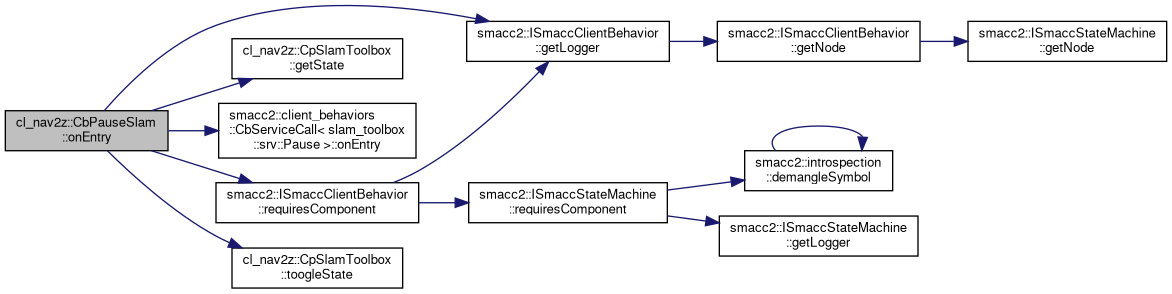 cl_nav2z::CbPauseSlam
::onEntry
smacc2::ISmaccClientBehavior
::getLogger
smacc2::ISmaccClientBehavior
::getNode
smacc2::ISmaccStateMachine
::getNode
cl_nav2z::CpSlamToolbox
::getState
smacc2::client_behaviors
::CbServiceCall< slam_toolbox
::srv::Pause >::onEntry
smacc2::ISmaccClientBehavior
::requiresComponent
smacc2::ISmaccStateMachine
::requiresComponent
smacc2::introspection
::demangleSymbol
smacc2::ISmaccStateMachine
::getLogger
cl_nav2z::CpSlamToolbox
::toogleState